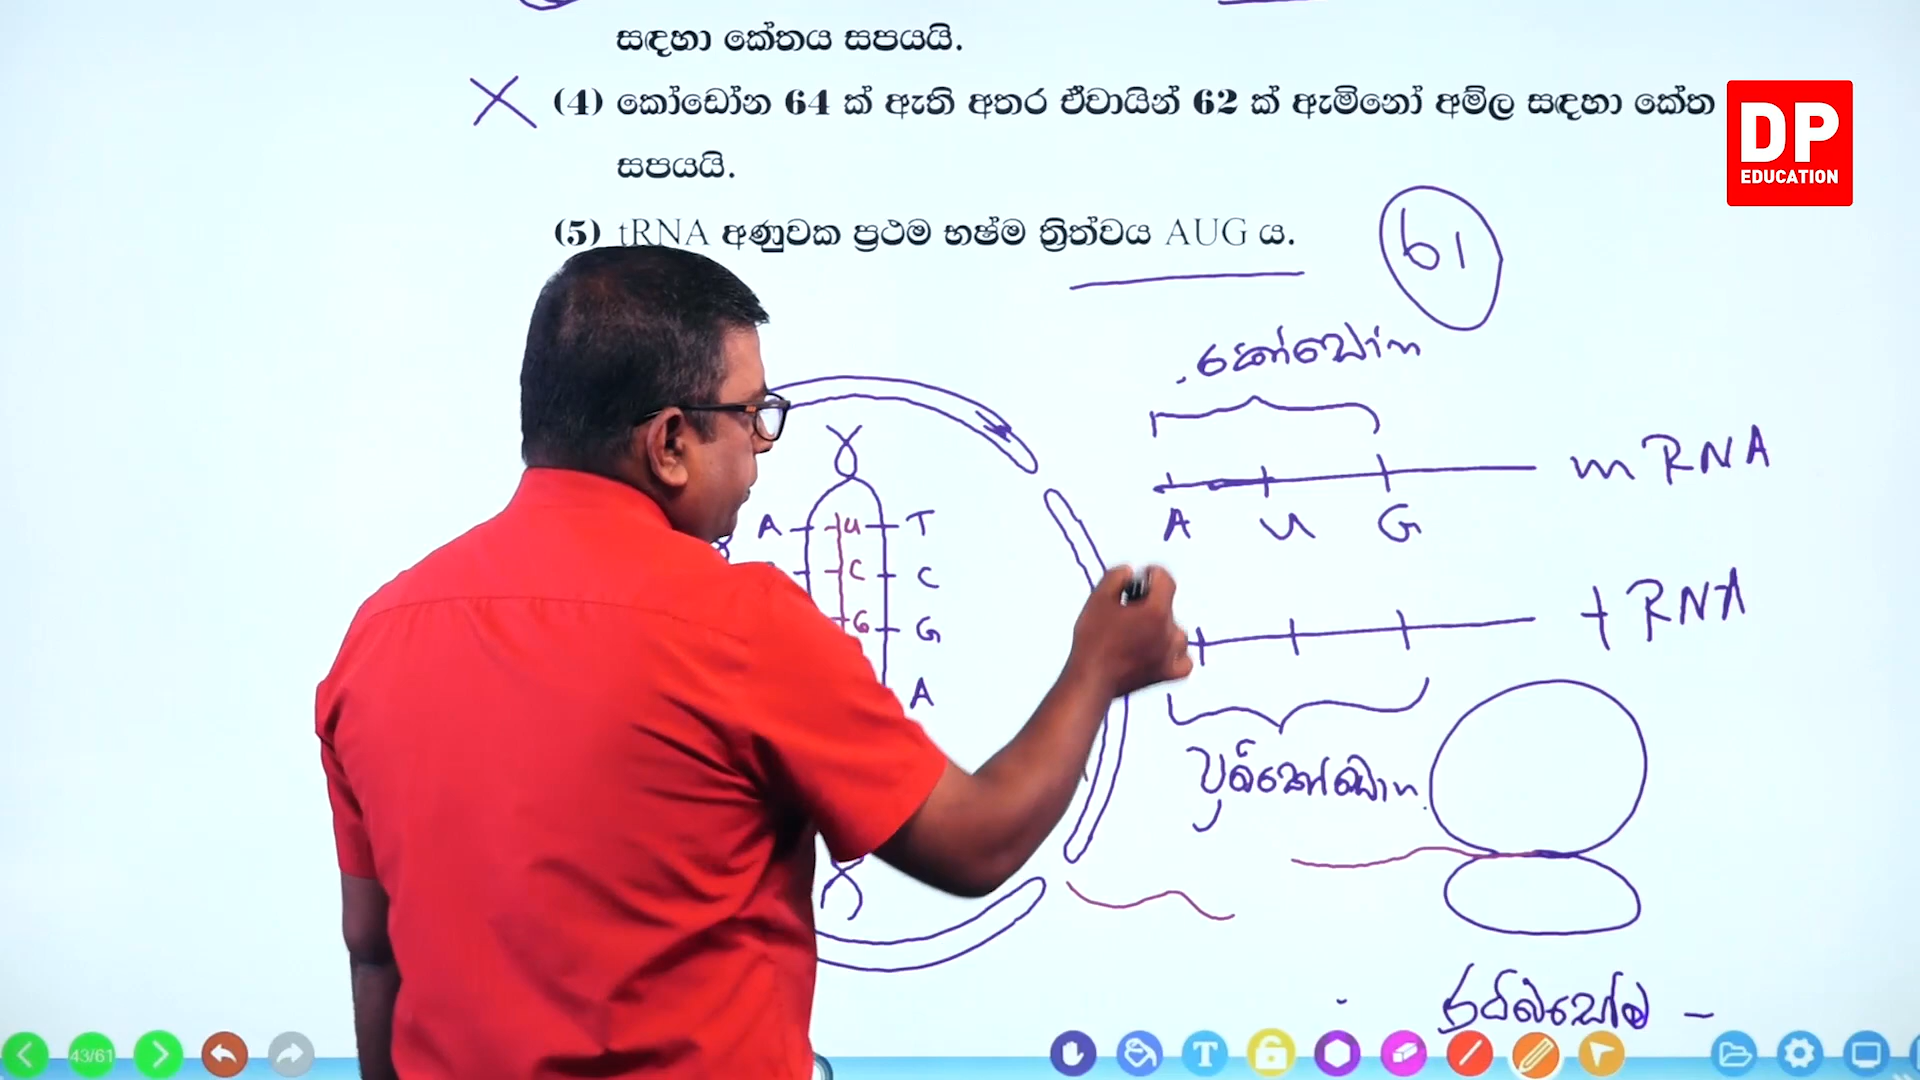 සඳහා කේතය සපයයි.
(4) කෝඩෝන 64 ක් ඇති අතර ඒවායින් 62 ක් ඇමිනෝ අම්ල සඳහා කේත
සපයයි.
(5) tRNA අණුවක ප්‍රථම භෂ්ම ත්‍රිත්වය AUG ය.
DP
EDUCATION
61
කෝඩෝන
mRNA
A U G
tRNA
ප්‍රතිකෝඩෝන
රයිබසෝම –
A U T
C C
G G
A
43/61
T